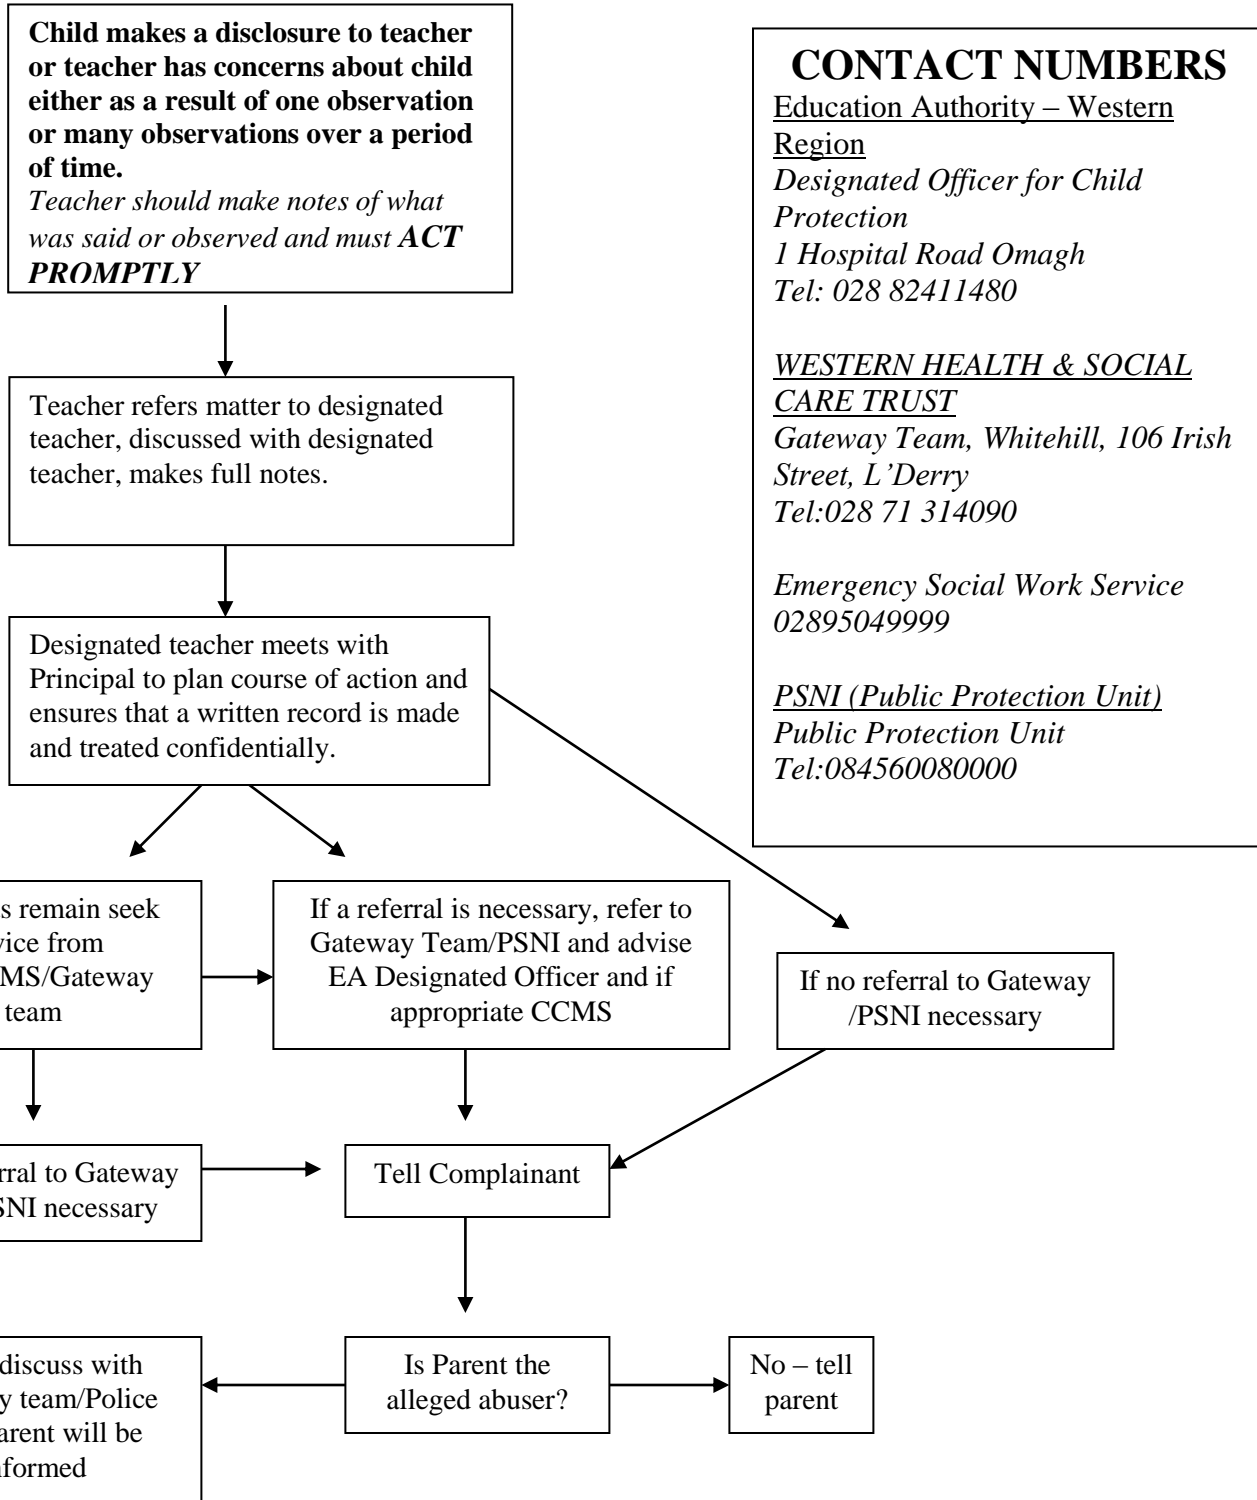 Child makes a disclosure to teacher
or teacher has concerns about child
either as a result of one observation
or many observations over a period
of time.
Teacher should make notes of what
was said or observed and must ACT
PROMPTLY
Teacher refers matter to designated
teacher, discussed with designated
teacher, makes full notes.
Designated teacher meets with
Principal to plan course of action and
ensures that a written record is made
and treated confidentially.
CONTACT NUMBERS
Education Authority – Western
Region
Designated Officer for Child
Protection
1 Hospital Road Omagh
Tel: 028 82411480
WESTERN HEALTH & SOCIAL
CARE TRUST
Gateway Team, Whitehill, 106 Irish
Street, L’Derry
Tel:028 71 314090
Emergency Social Work Service
02895049999
PSNI (Public Protection Unit)
Public Protection Unit
Tel:084560080000
remain seek
from
MS/Gateway
team
If a referral is necessary, refer to
Gateway Team/PSNI and advise
EA Designated Officer and if
appropriate CCMS
If no referral to Gateway
/PSNI necessary
to Gateway
necessary
Tell Complainant
discuss with
team/Police
will be
Is Parent the
alleged abuser?
No – tell
parent